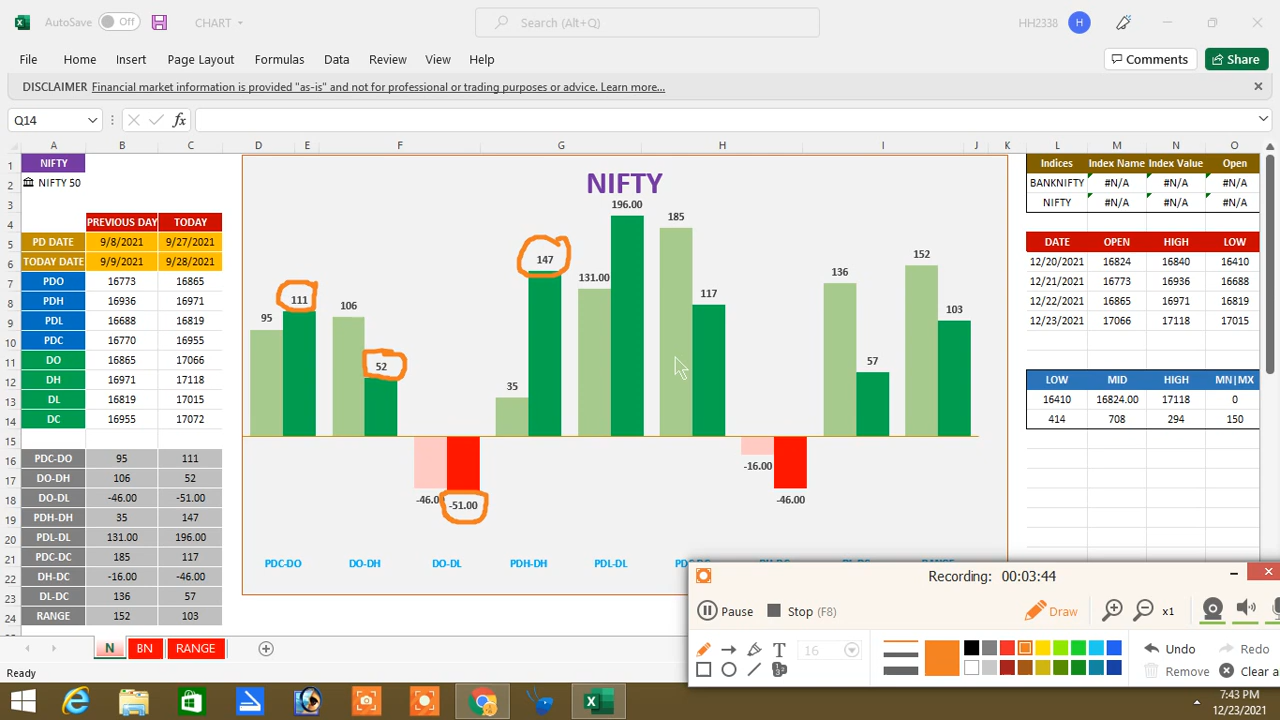 AutoSave Off CHART Search (Alt+Q) HH2338 H
File Home Insert Page Layout Formulas Data Review View Help Comments Share
DISCLAIMER Financial market information is provided "as-is" and not for professional or trading purposes or advice. Learn more...
Q14 fx
A B C D E F G H I J K L M N O
1 NIFTY NIFTY Indices Index Name Index Value Open
2 NIFTY 50 BANKNIFTY #N/A #N/A #N/A
3 NIFTY #N/A #N/A #N/A
4 PREVIOUS DAY TODAY
5 PD DATE 9/8/2021 9/27/2021 DATE OPEN HIGH LOW
6 TODAY DATE 9/9/2021 9/28/2021 12/20/2021 16824 16840 16410
7 PDO 16773 16865 12/21/2021 16773 16936 16688
8 PDH 16936 16971 12/22/2021 16865 16971 16819
9 PDL 16688 16819 12/23/2021 17066 17118 17015
10 PDC 16770 16955
11 DO 16865 17066
12 DH 16971 17118 LOW MID HIGH MN|MX
13 DL 16819 17015 16410 16824.00 17118 0
14 DC 16955 17072 414 708 294 150
15
16 PDC-DO 95 111
17 DO-DH 106 52
18 DO-DL -46.00 -51.00
19 PDH-DH 35 147
20 PDL-DL 131.00 196.00
21 PDC-DC 185 117
22 DH-DC -16.00 -46.00
23 DL-DC 136 57
24 RANGE 152 103
95 111 106 52 -46.00 -51.00 35 147 131.00 196.00 185 117 -16.00 -46.00 136 57 152 103
PDC-DO DO-DH DO-DL PDH-DH PDL-DL
Recording: 00:03:44
Pause Stop (F8) Draw x1
T 16 Undo Redo
Remove Clear a
N BN RANGE
Ready
7:43 PM
12/23/2021